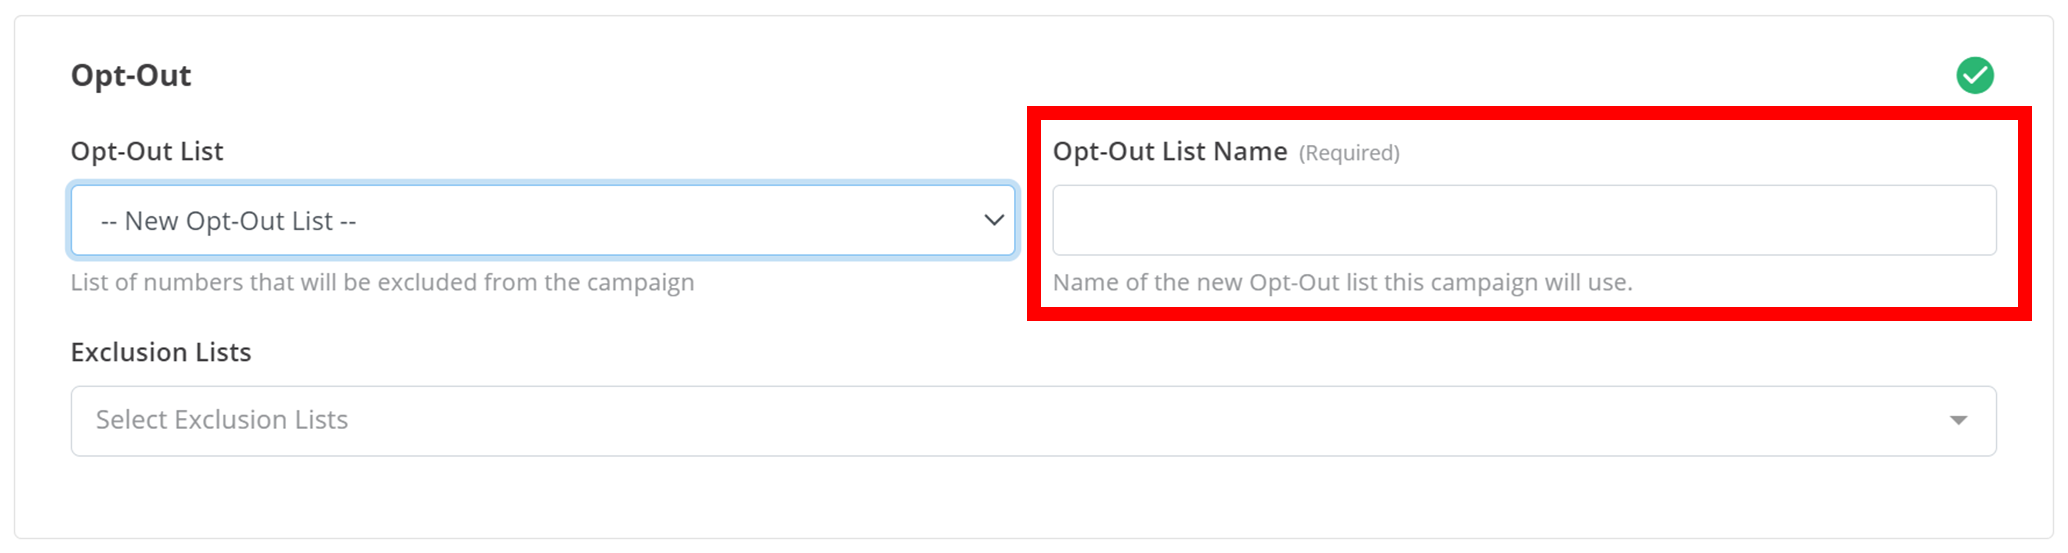 Opt-Out
Opt-Out List
Opt-Out List Name (Required)
-- New Opt-Out List --
List of numbers that will be excluded from the campaign
Name of the new Opt-Out list this campaign will use.
Exclusion Lists
Select Exclusion Lists